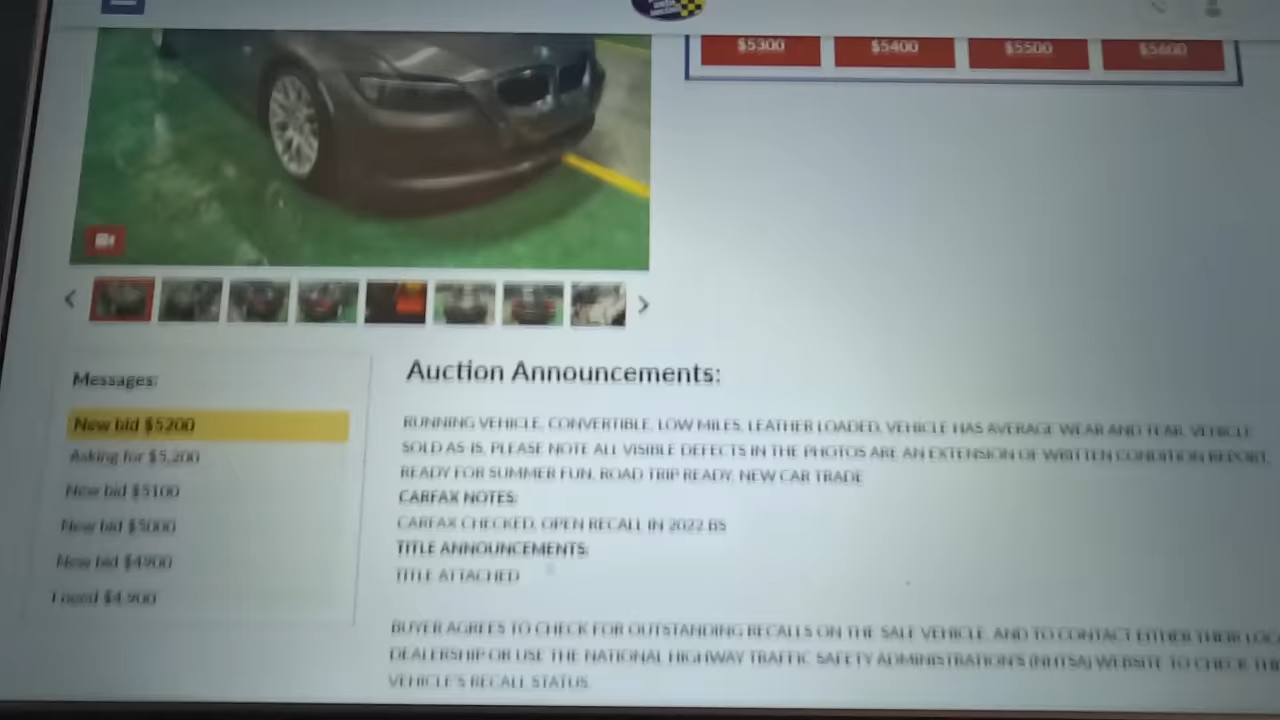 $5300 $5400 $5500 $5600
Messages:
New bid $5200
Asking for $5,200
New bid $5100
New bid $5000
New bid $4900
I need $4,900
Auction Announcements:
RUNNING VEHICLE, CONVERTIBLE, LOW MILES, LEATHER LOADED, VEHICLE HAS AVERAGE WEAR AND TEAR. VEHICLE
SOLD AS IS, PLEASE NOTE ALL VISIBLE DEFECTS IN THE PHOTOS ARE AN EXTENSION OF WRITTEN CONDITION REPORT.
READY FOR SUMMER FUN, ROAD TRIP READY, NEW CAR TRADE
CARFAX NOTES:
CARFAX CHECKED, OPEN RECALL IN 2022 BS
TITLE ANNOUNCEMENTS:
TITLE ATTACHED
BUYER AGREES TO CHECK FOR OUTSTANDING RECALLS ON THE SALE VEHICLE, AND TO CONTACT EITHER THEIR
DEALERSHIP OR USE THE NATIONAL HIGHWAY TRAFFIC SAFETY ADMINISTRATION'S (NHTSA) WEBSITE TO CHECK THE
VEHICLE'S RECALL STATUS.